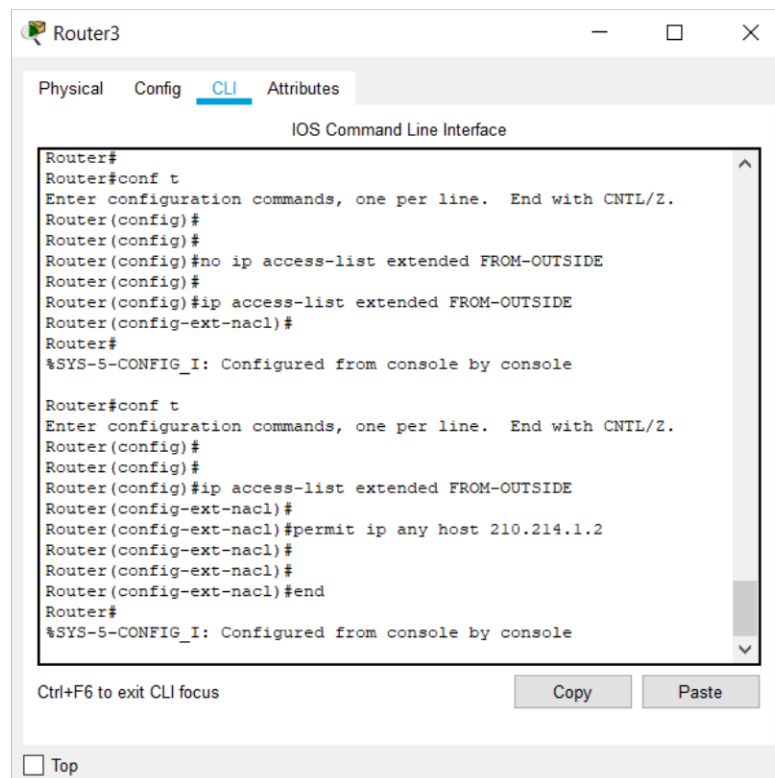 Router3
Physical Config CLI Attributes
IOS Command Line Interface
Router#
Router#conf t
Enter configuration commands, one per line.  End with CNTL/Z.
Router(config)#
Router(config)#
Router(config)#no ip access-list extended FROM-OUTSIDE
Router(config)#
Router(config)#ip access-list extended FROM-OUTSIDE
Router(config-ext-nacl)#
Router#
%SYS-5-CONFIG_I: Configured from console by console
Router#conf t
Enter configuration commands, one per line.  End with CNTL/Z.
Router(config)#
Router(config)#
Router(config)#ip access-list extended FROM-OUTSIDE
Router(config-ext-nacl)#
Router(config-ext-nacl)#permit ip any host 210.214.1.2
Router(config-ext-nacl)#
Router(config-ext-nacl)#
Router(config-ext-nacl)#end
Router#
%SYS-5-CONFIG_I: Configured from console by console
Ctrl+F6 to exit CLI focus Copy Paste
Top